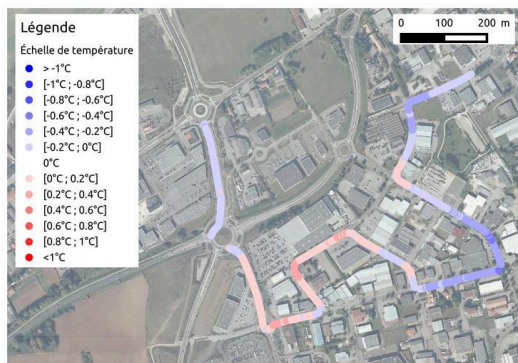 Légende
Échelle de température
> -1°C
[-1°C ; -0.8°C]
[-0.8°C ; -0.6°C]
[-0.6°C ; -0.4°C]
[-0.4°C ; -0.2°C]
[-0.2°C ; 0°C]
0°C
[0°C ; 0.2°C]
[0.2°C ; 0.4°C]
[0.4°C ; 0.6°C]
[0.6°C ; 0.8°C]
[0.8°C ; 1°C]
<1°C
0 100 200 m